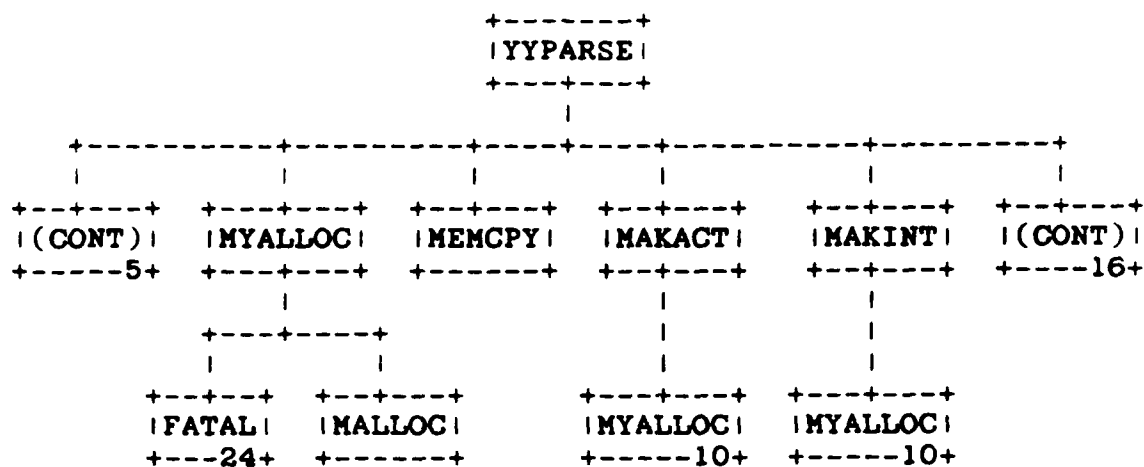 YYPARSE
(CONT) MYALLOC MEMCPY MAKACT MAKINT (CONT)
5 16
FATAL MALLOC MYALLOC MYALLOC
24 10 10